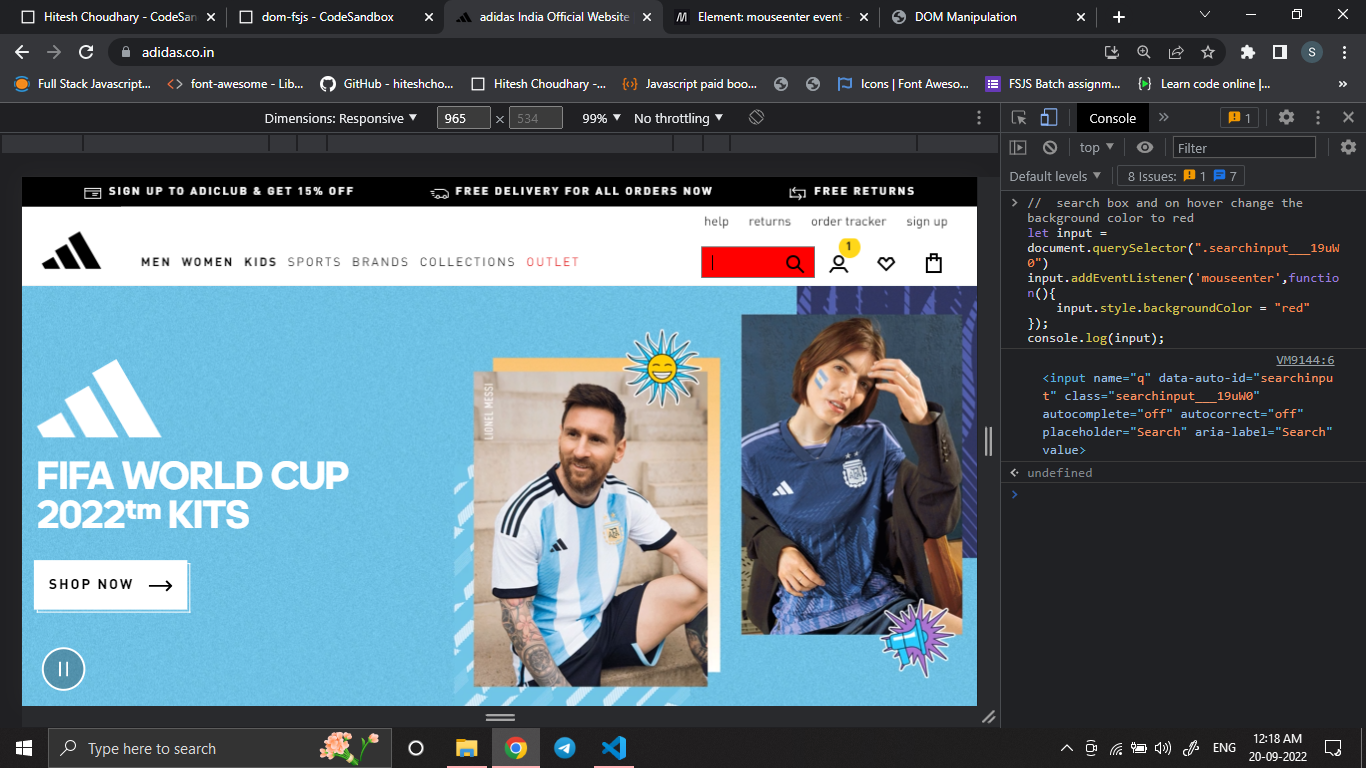 Hitesh Choudhary - CodeSan
dom-fsjs - CodeSandbox
adidas India Official Website
Element: mouseenter event -
DOM Manipulation
adidas.co.in
S
Full Stack Javascript...
font-awesome - Lib...
GitHub - hiteshcho...
Hitesh Choudhary -...
Javascript paid boo...
Icons | Font Aweso...
FSJS Batch assignm...
Learn code online |...
»
Dimensions: Responsive
965 × 534
99%
No throttling
Console
»
1
top
Filter
Default levels
8 Issues: 1 7
SIGN UP TO ADICLUB & GET 15% OFF
FREE DELIVERY FOR ALL ORDERS NOW
FREE RETURNS
help returns order tracker sign up
MEN WOMEN KIDS SPORTS BRANDS COLLECTIONS OUTLET
1
LIONEL MESSI
FIFA WORLD CUP
2022tm KITS
SHOP NOW
// search box and on hover change the
background color to red
let input =
document.querySelector(".searchinput___19uW
0")
input.addEventListener('mouseenter',functio
n(){
input.style.backgroundColor = "red"
});
console.log(input);
VM9144:6
<input name="q" data-auto-id="searchinpu
t" class="searchinput___19uW0"
autocomplete="off" autocorrect="off"
placeholder="Search" aria-label="Search"
value>
undefined
Type here to search
ENG
12:18 AM
20-09-2022